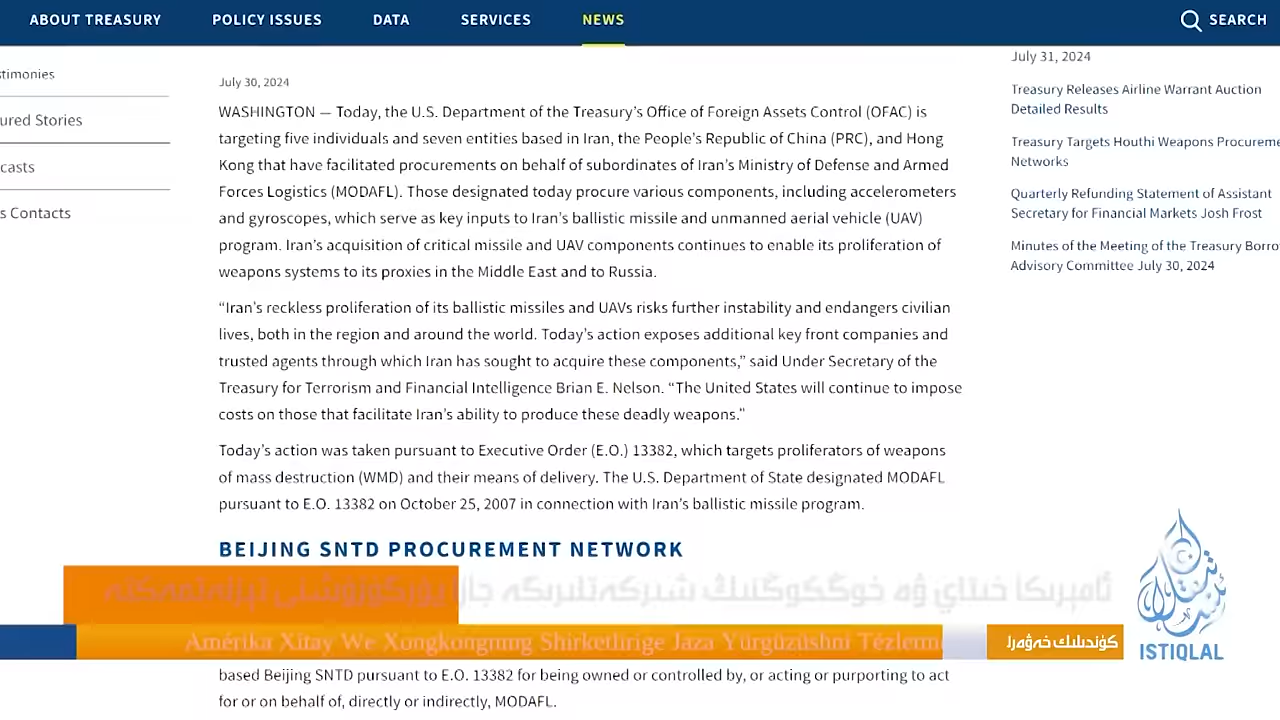 ABOUT TREASURY POLICY ISSUES DATA SERVICES NEWS SEARCH
timonies
ured Stories
casts
s Contacts
July 30, 2024
WASHINGTON — Today, the U.S. Department of the Treasury's Office of Foreign Assets Control (OFAC) is
targeting five individuals and seven entities based in Iran, the People's Republic of China (PRC), and Hong
Kong that have facilitated procurements on behalf of subordinates of Iran's Ministry of Defense and Armed
Forces Logistics (MODAFL). Those designated today procure various components, including accelerometers
and gyroscopes, which serve as key inputs to Iran's ballistic missile and unmanned aerial vehicle (UAV)
program. Iran's acquisition of critical missile and UAV components continues to enable its proliferation of
weapons systems to its proxies in the Middle East and to Russia.
“Iran's reckless proliferation of its ballistic missiles and UAVs risks further instability and endangers civilian
lives, both in the region and around the world. Today's action exposes additional key front companies and
trusted agents through which Iran has sought to acquire these components,” said Under Secretary of the
Treasury for Terrorism and Financial Intelligence Brian E. Nelson. “The United States will continue to impose
costs on those that facilitate Iran's ability to produce these deadly weapons.”
Today's action was taken pursuant to Executive Order (E.O.) 13382, which targets proliferators of weapons
of mass destruction (WMD) and their means of delivery. The U.S. Department of State designated MODAFL
pursuant to E.O. 13382 on October 25, 2007 in connection with Iran's ballistic missile program.
BEIJING SNTD PROCUREMENT NETWORK
ئامېرىكا خىتاي ۋە خوڭكوڭنىڭ شىركەتلىرىگە جازا يۈرگۈزۈشنى تېزلەتمەكتە
Amérika Xitay We Xongkongning Shirketlirige Jaza Yürgüzüshni Tézletm
كۈندىلىك خەۋەرلەر
based Beijing SNTD pursuant to E.O. 13382 for being owned or controlled by, or acting or purporting to act
for or on behalf of, directly or indirectly, MODAFL.
July 31, 2024
Treasury Releases Airline Warrant Auction
Detailed Results
Treasury Targets Houthi Weapons Procureme
Networks
Quarterly Refunding Statement of Assistant
Secretary for Financial Markets Josh Frost
Minutes of the Meeting of the Treasury Borro
Advisory Committee July 30, 2024
ISTIQLAL